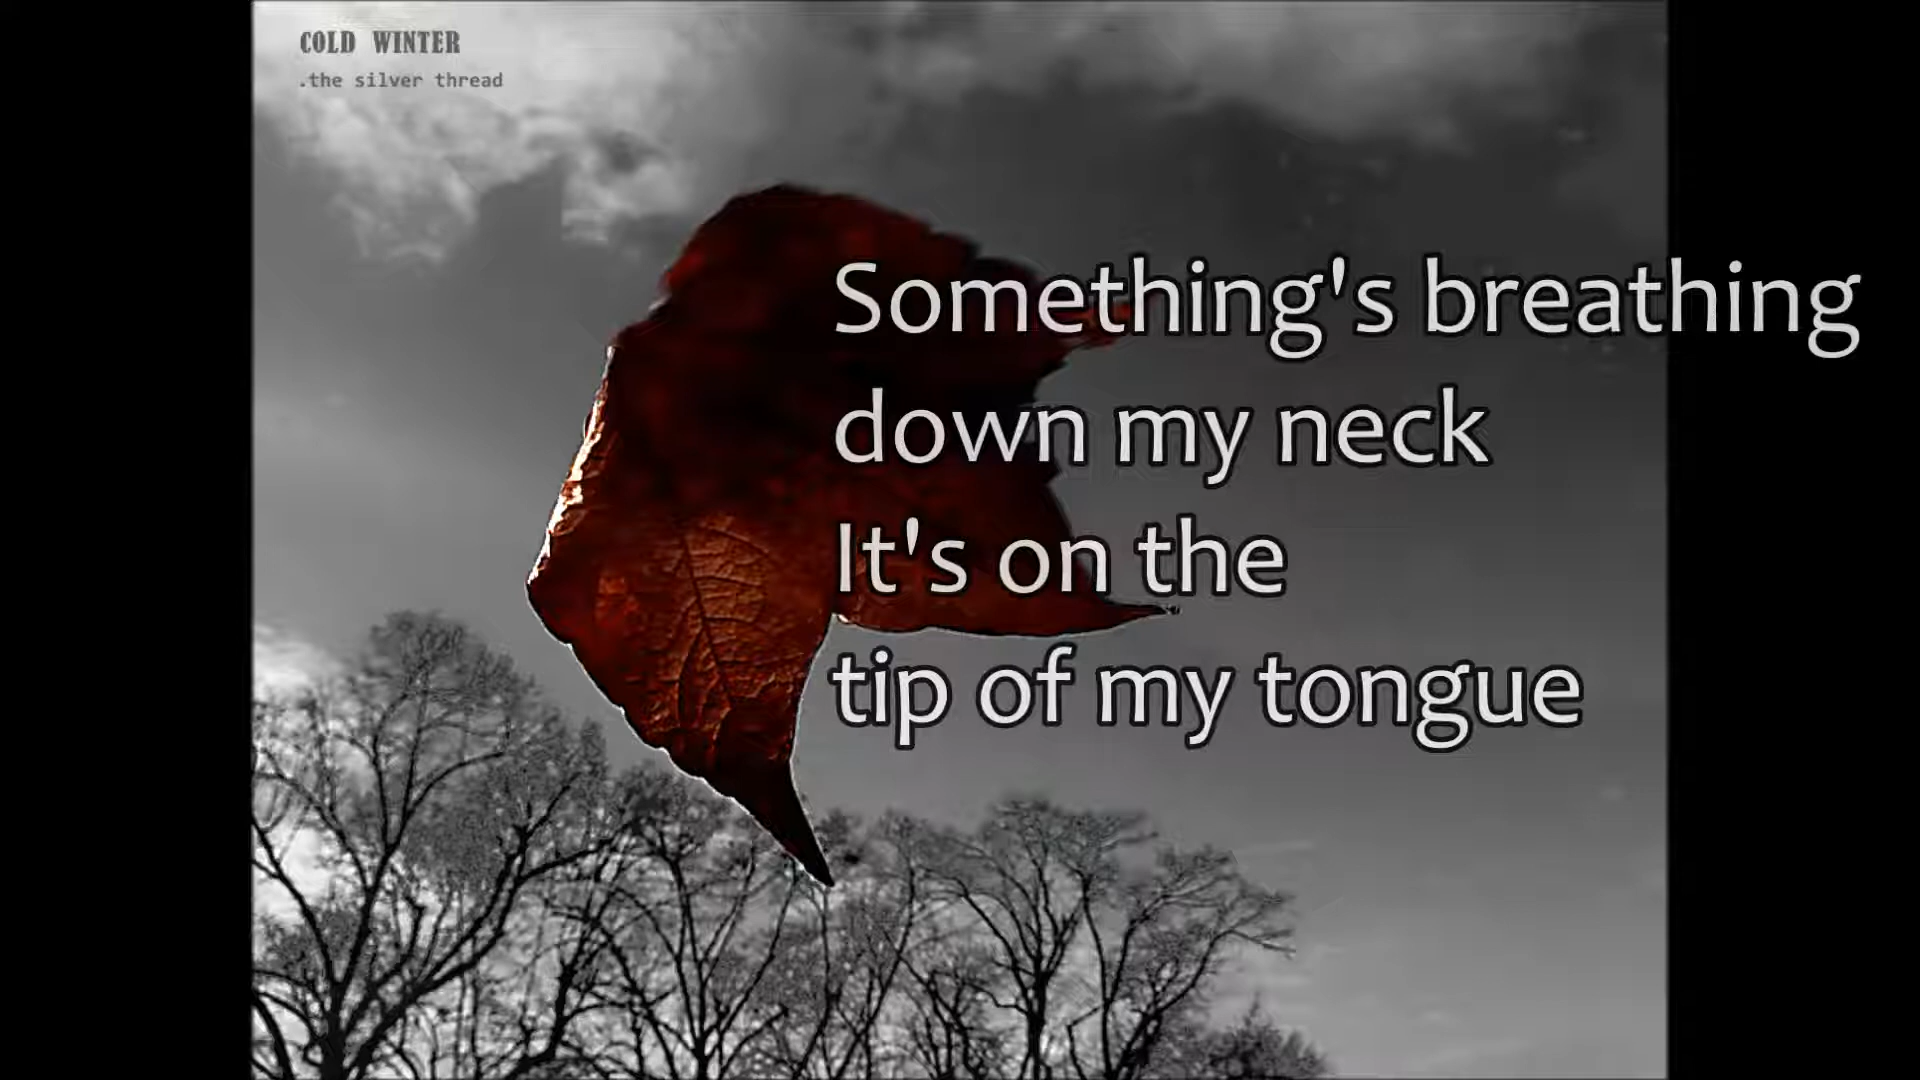 COLD WINTER
.the silver thread
Something's breathing
down my neck
It's on the
tip of my tongue